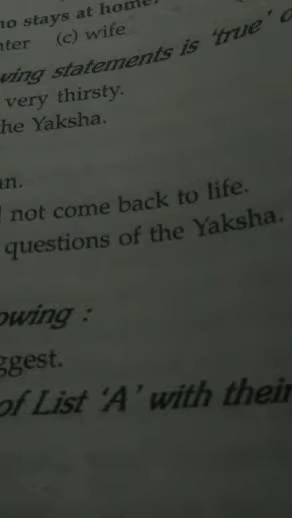 no stays at home.
nter (c) wife
wing statements is 'true' o
very thirsty.
he Yaksha.
an.
not come back to life.
questions of the Yaksha.
owing :
ggest.
of List 'A' with their